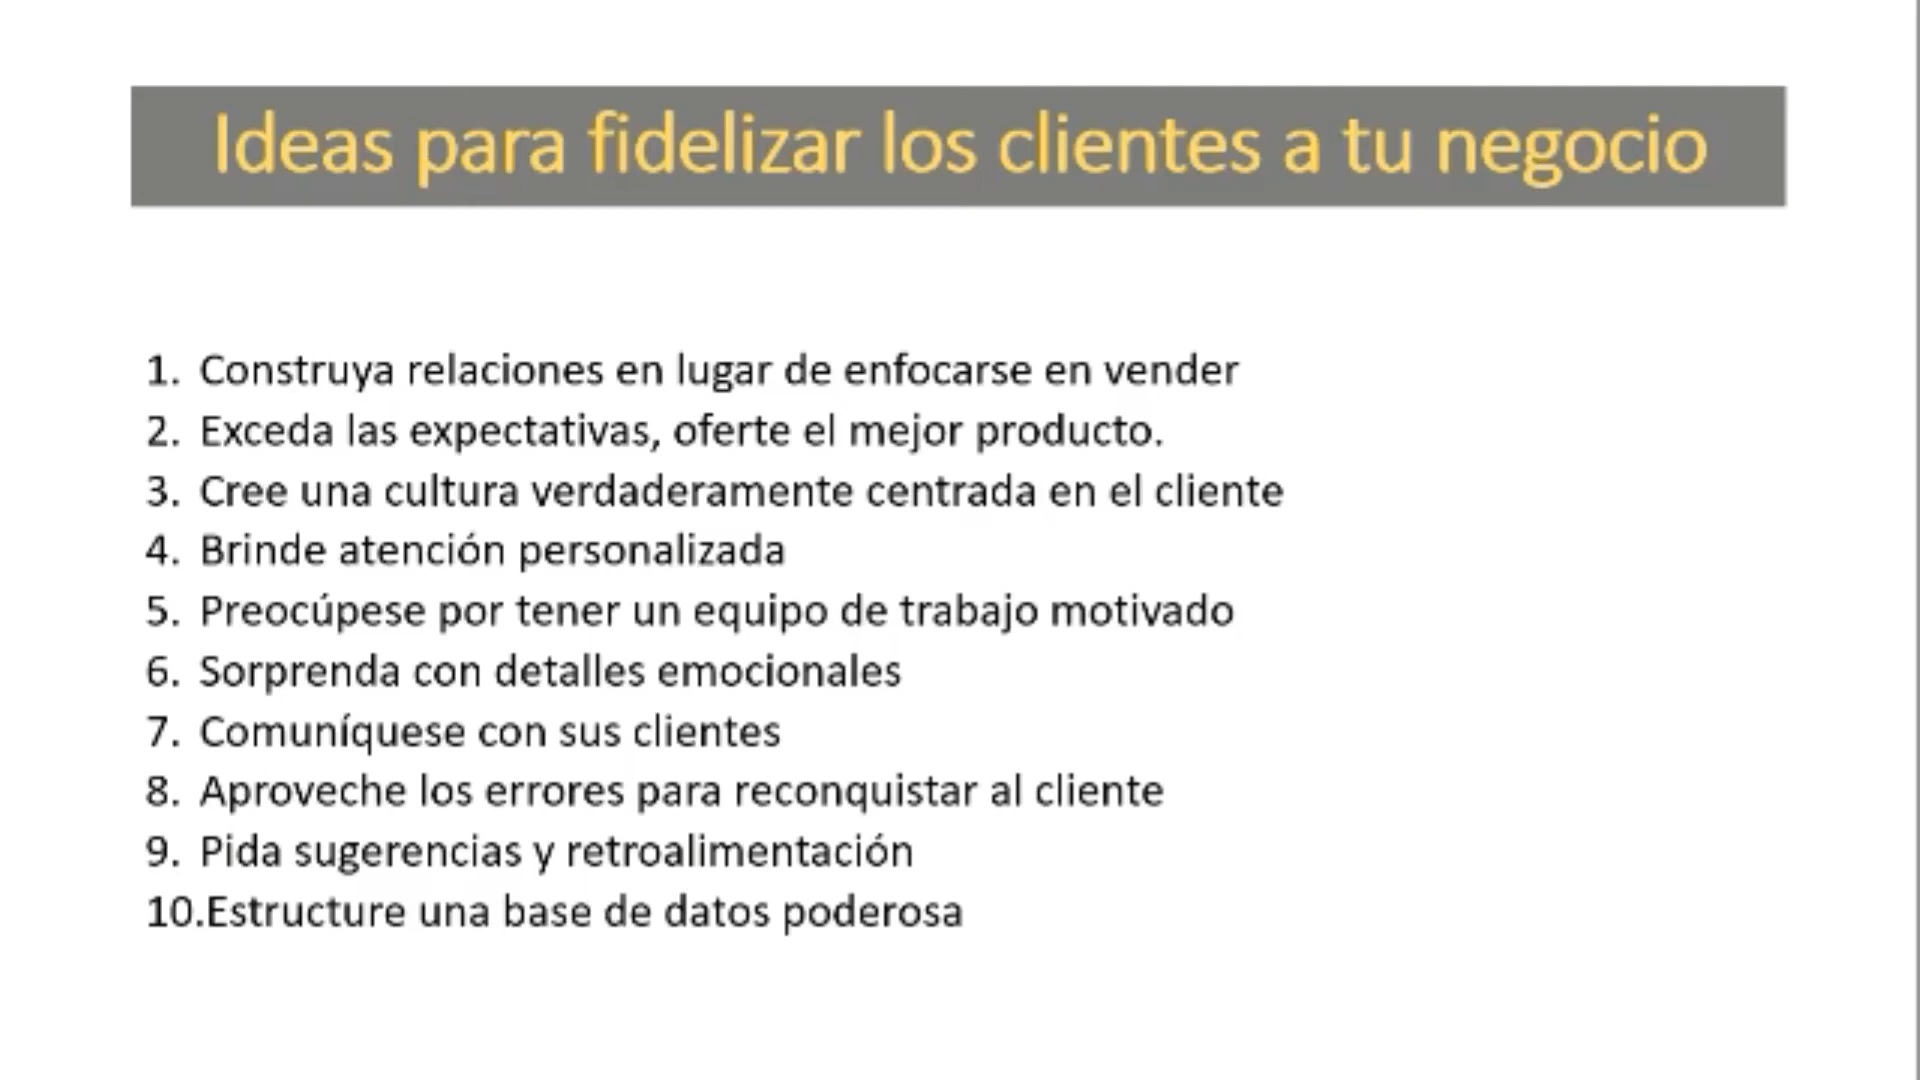 Ideas para fidelizar los clientes a tu negocio
1. Construya relaciones en lugar de enfocarse en vender
2. Exceda las expectativas, oferte el mejor producto.
3. Cree una cultura verdaderamente centrada en el cliente
4. Brinde atención personalizada
5. Preocúpese por tener un equipo de trabajo motivado
6. Sorprenda con detalles emocionales
7. Comuníquese con sus clientes
8. Aproveche los errores para reconquistar al cliente
9. Pida sugerencias y retroalimentación
10.Estructure una base de datos poderosa